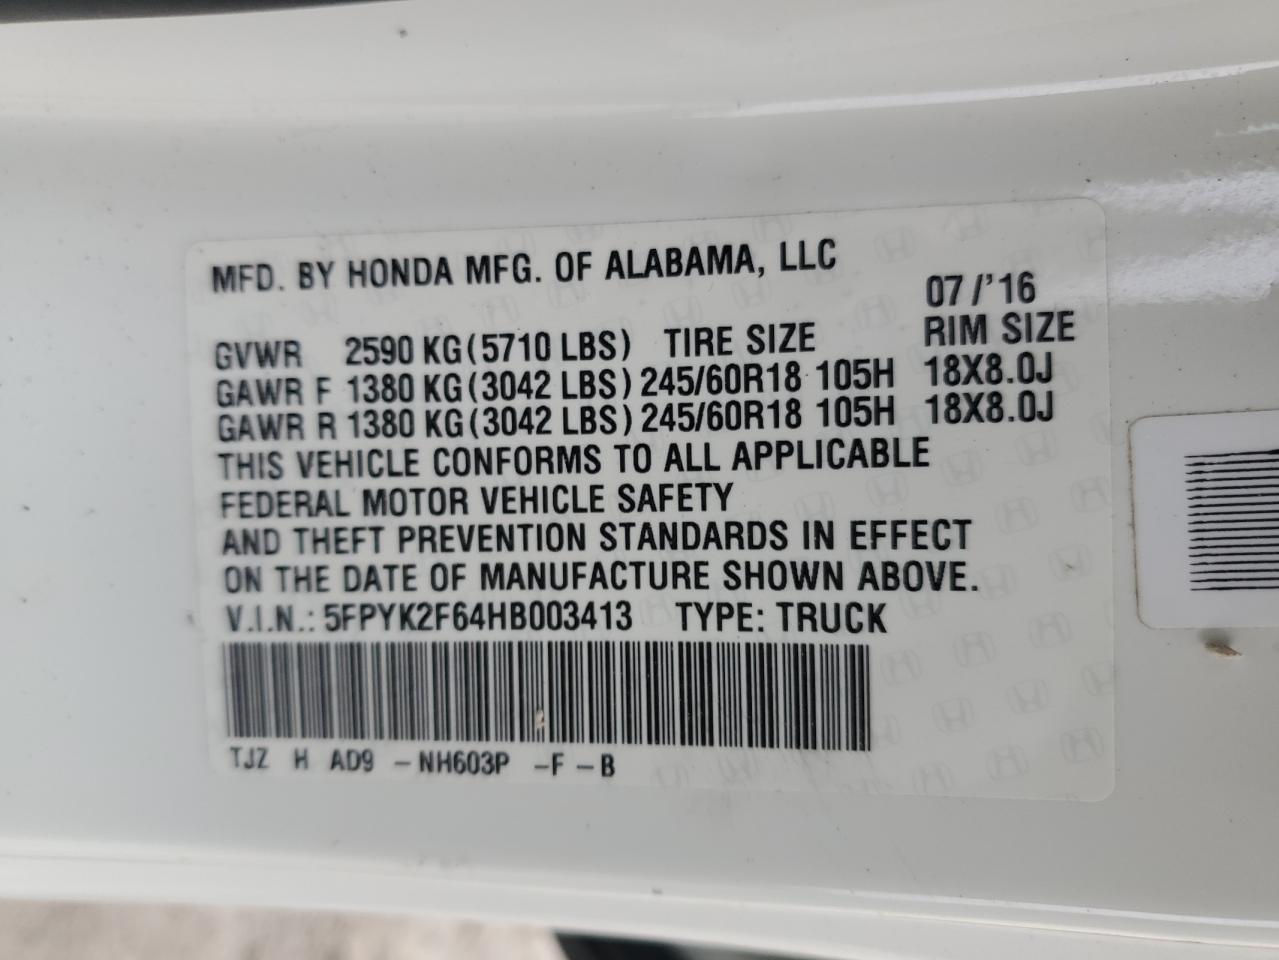 MFD. BY HONDA MFG. OF ALABAMA, LLC
07/'16
GVWR 2590 KG(5710 LBS) TIRE SIZE RIM SIZE
GAWR F 1380 KG(3042 LBS) 245/60R18 105H 18X8.0J
GAWR R 1380 KG(3042 LBS) 245/60R18 105H 18X8.0J
THIS VEHICLE CONFORMS TO ALL APPLICABLE
FEDERAL MOTOR VEHICLE SAFETY
AND THEFT PREVENTION STANDARDS IN EFFECT
ON THE DATE OF MANUFACTURE SHOWN ABOVE.
V.I.N.: 5FPYK2F64HB003413 TYPE: TRUCK
TJZ H AD9 -NH603P -F -B